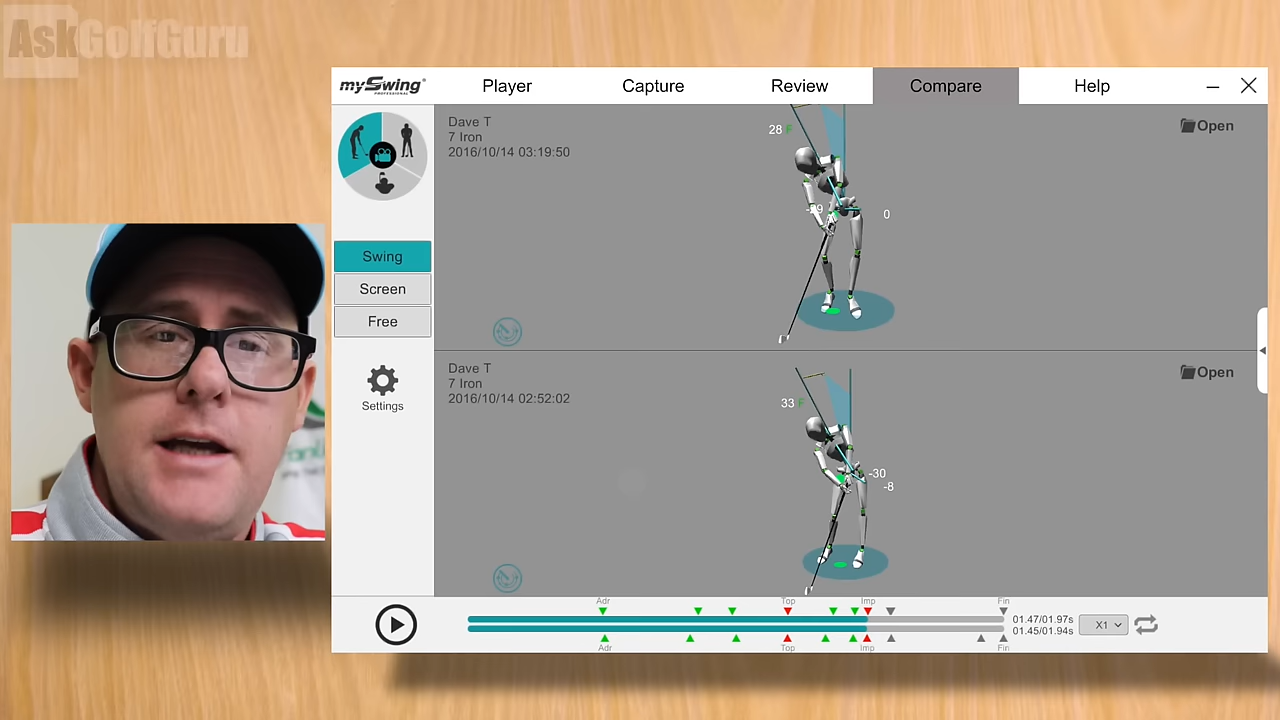 AskGolfGuru
mySwing
PROFESSIONAL
Player
Capture
Review
Compare
Help
Dave T
7 Iron
2016/10/14 03:19:50
Open
28 F
-29
0
Swing
Screen
Free
Settings
Dave T
7 Iron
2016/10/14 02:52:02
Open
33 F
-30
-8
Adr
Top
Imp
Fin
01.47/01.97s
01.45/01.94s
X1
Adr
Top
Imp
Fin